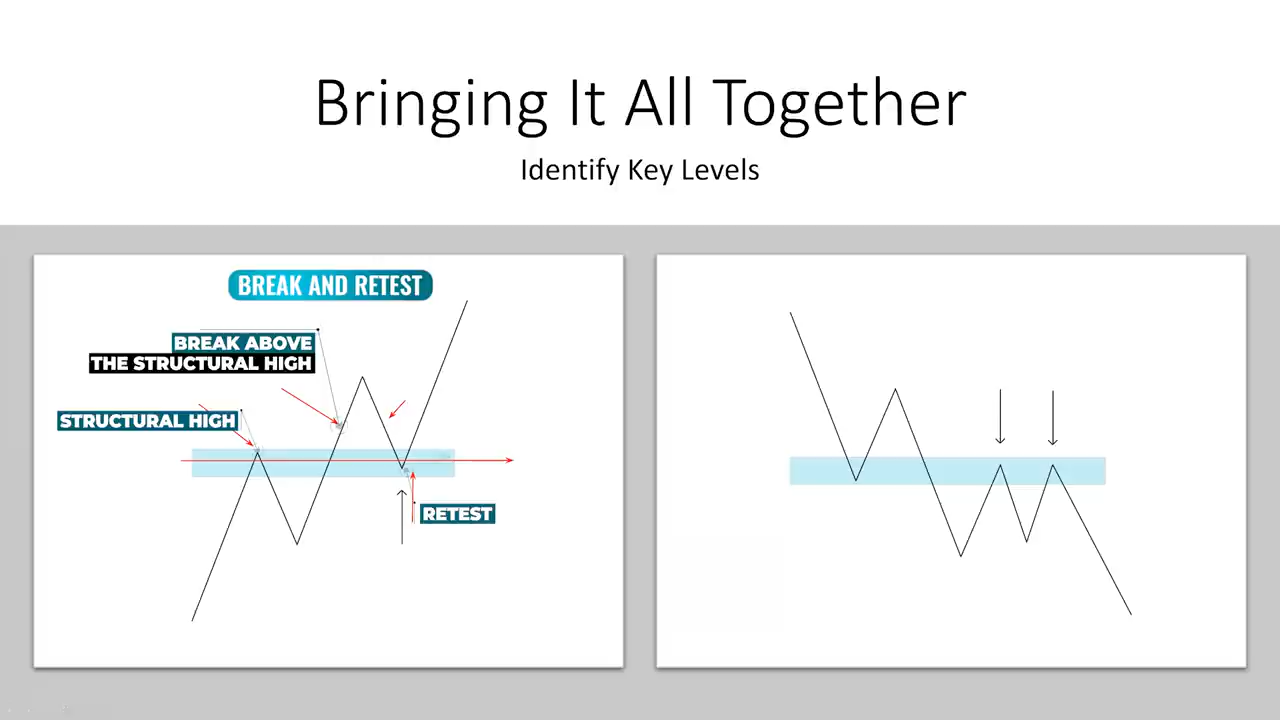 Bringing It All Together
Identify Key Levels
BREAK AND RETEST
BREAK ABOVE
THE STRUCTURAL HIGH
STRUCTURAL HIGH
RETEST